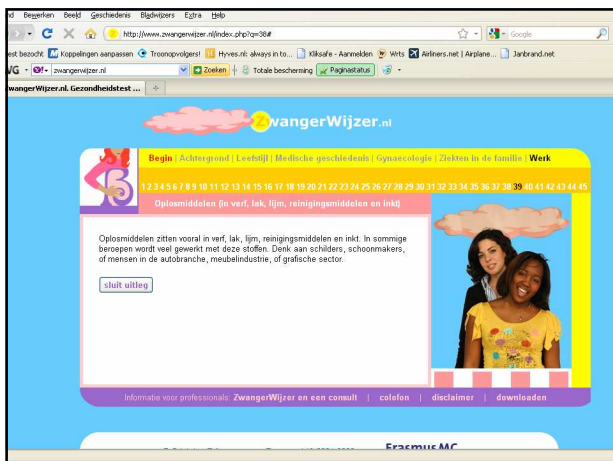 Bewerken Beeld Geschiedenis Bladwijzers Extra Help
http://www.zwangerwijzer.nl/index.php?q=38#
Google
est bezocht Koppelingen aanpassen Troonopvolgers! Hyves.nl: always in to... Kliksafe - Aanmelden Wrts Airliners.net | Airplane... Janbrand.net
zwangerwijzer.nl Zoeken Totale bescherming Paginastatus
wangerWijzer.nl. Gezondheidstest ...
ZwangerWijzer.nl
Begin | Achtergrond | Leefstijl | Medische geschiedenis | Gynaecologie | Ziekten in de familie | Werk
1 2 3 4 5 6 7 8 9 10 11 12 13 14 15 16 17 18 19 20 21 22 23 24 25 26 27 28 29 30 31 32 33 34 35 36 37 38 39 40 41 42 43 44 45
Oplosmiddelen (in verf, lak, lijm, reinigingsmiddelen en inkt)
Oplosmiddelen zitten vooral in verf, lak, lijm, reinigingsmiddelen en inkt. In sommige
beroepen wordt veel gewerkt met deze stoffen. Denk aan schilders, schoonmakers,
of mensen in de autobranche, meubelindustrie, of grafische sector.
sluit uitleg
Informatie voor professionals: ZwangerWijzer en een consult | colofon | disclaimer | downloaden
Erasmus MC